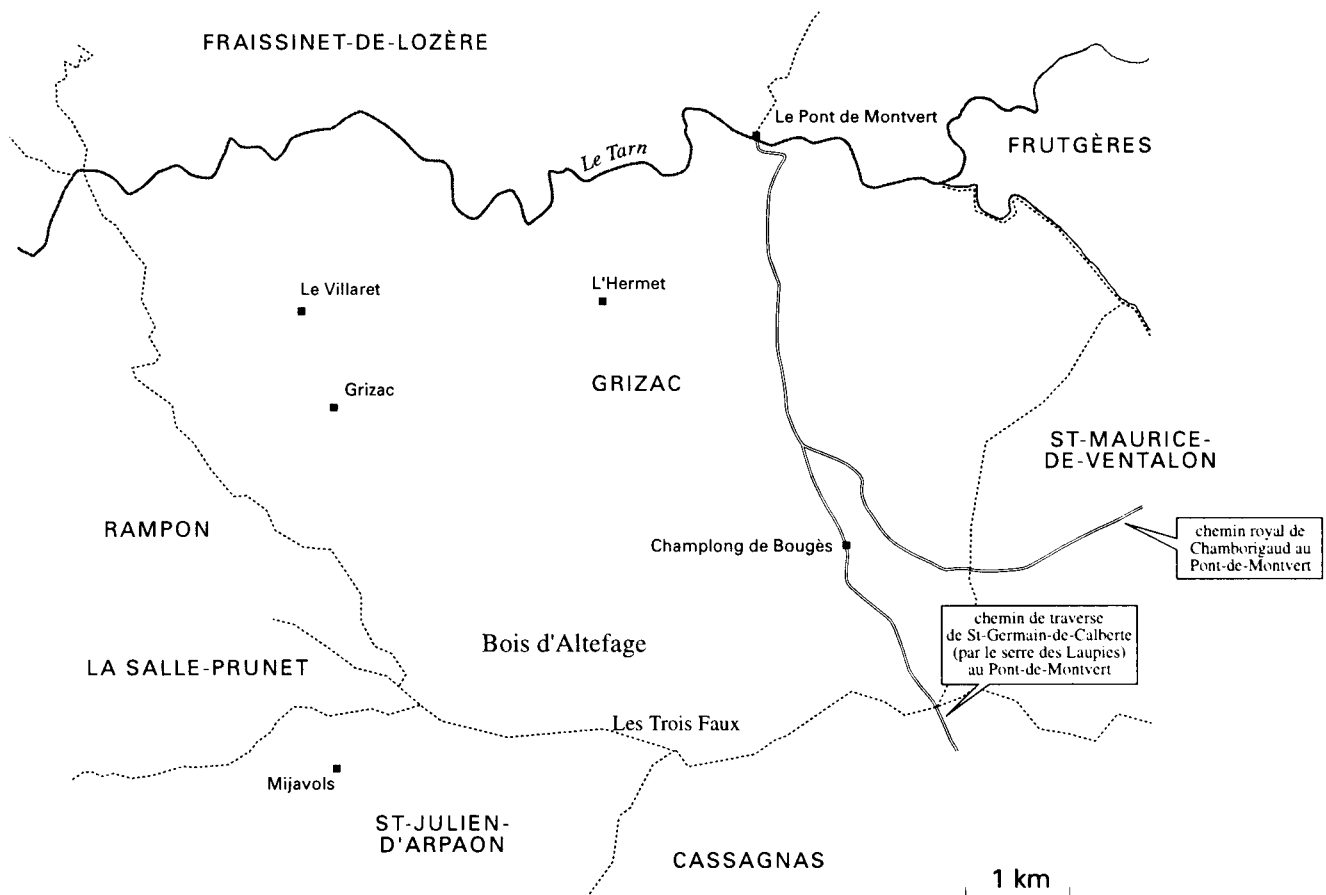 FRAISSINET-DE-LOZÈRE
Le Pont de Montvert
Le Tarn
FRUTGÈRES
Le Villaret
L'Hermet
Grizac
GRIZAC
ST-MAURICE-
DE-VENTALON
RAMPON
chemin royal de
Chamborigaud au
Pont-de-Montvert
Champlong de Bougès
chemin de traverse
de St-Germain-de-Calberte
(par le serre des Laupies)
au Pont-de-Montvert
Bois d'Altefage
LA SALLE-PRUNET
Les Trois Faux
Mijavols
ST-JULIEN-
D'ARPAON
CASSAGNAS
1 km